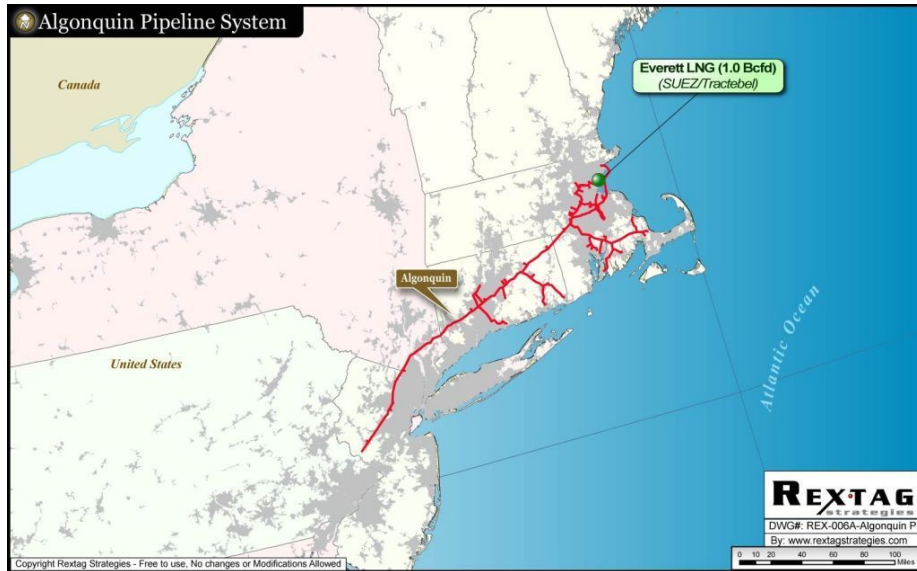 Algonquin Pipeline System
Canada
Everett LNG (1.0 Bcfd)
(SUEZ/Tractebel)
Algonquin
United States
Atlantic Ocean
REXTAG
strategies
DWG#: REX-006A-Algonquin P
By: www.rextagstrategies.com
0 10 20 40 60 80 100
Miles
Copyright Rextag Strategies - Free to use, No changes or Modifications Allowed